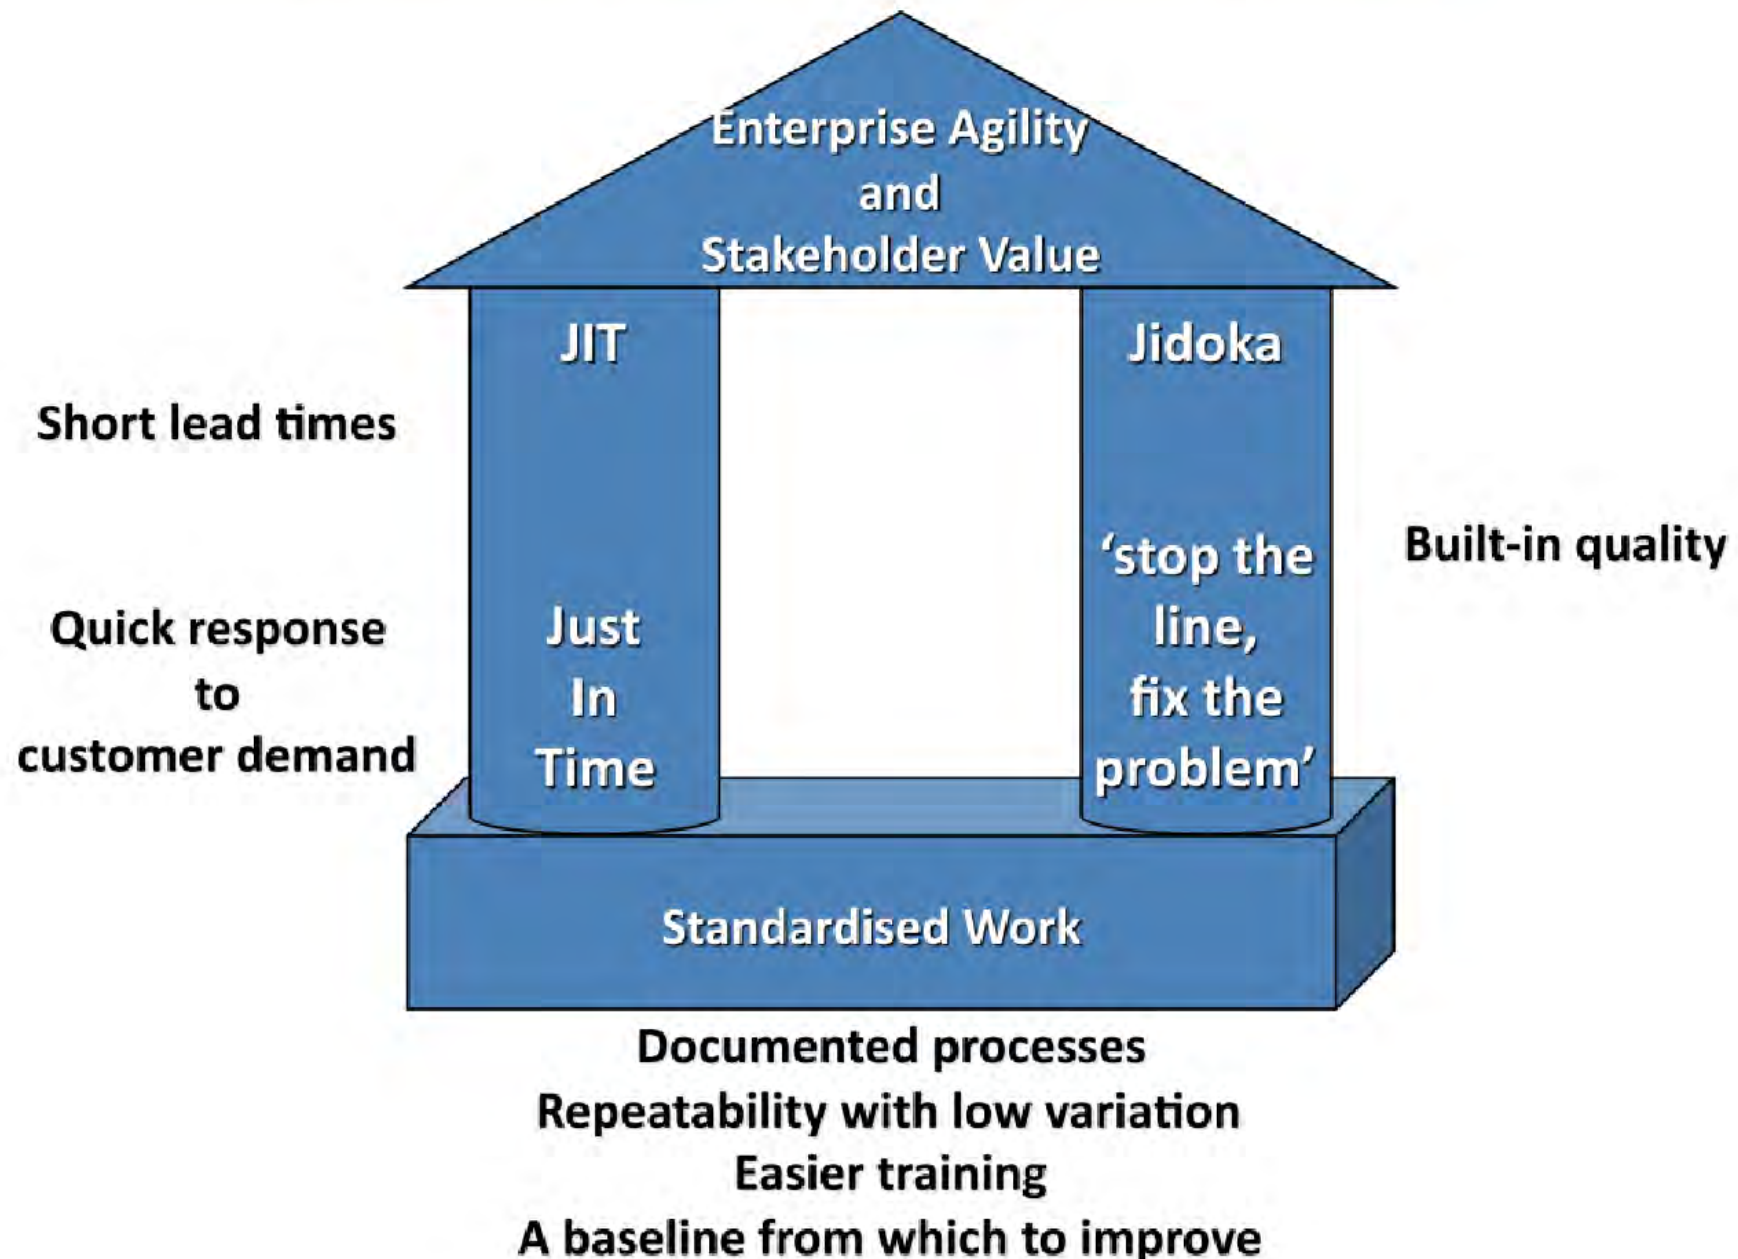 Enterprise Agility
and
Stakeholder Value
JIT
Just
In
Time
Jidoka
‘stop the
line,
fix the
problem’
Short lead times
Quick response
to
customer demand
Built-in quality
Standardised Work
Documented processes
Repeatability with low variation
Easier training
A baseline from which to improve